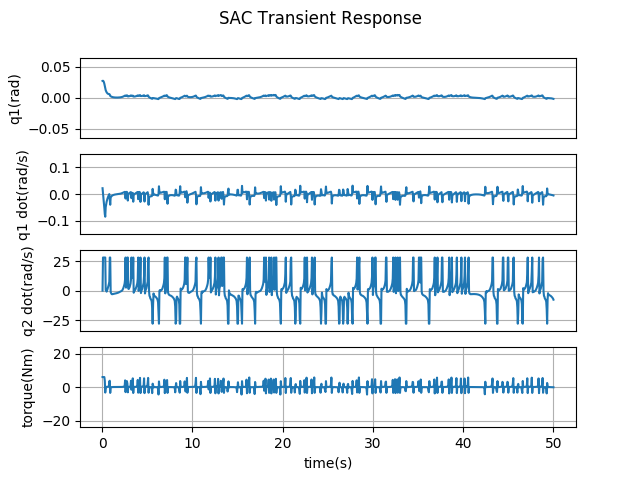 SAC Transient Response
q1(rad)
0.05
0.00
−0.05
q1 dot(rad/s)
0.1
0.0
−0.1
q2 dot(rad/s)
25
0
−25
torque(Nm)
20
0
−20
0 10 20 30 40 50
time(s)